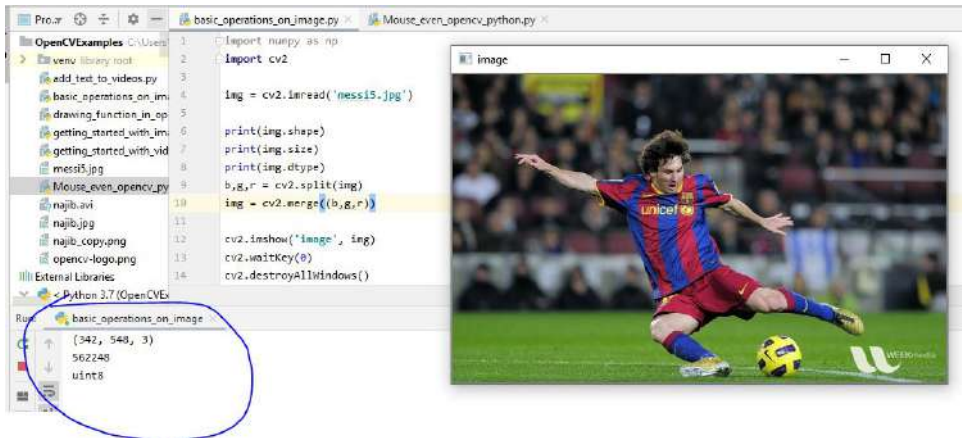 Pro..r
basic_operations_on_image.py
Mouse_even_opencv_python.py
OpenCVExamples C:\Users
venv library root
add_text_to_videos.py
basic_operations_on_im
drawing_function_in_op
getting_started_with_im
getting_started_with_vid
messi5.jpg
Mouse_even_opencv_py
najib.avi
najib.jpg
najib_copy.png
opencv-logo.png
External Libraries
< Python 3.7 (OpenCVEx
1 import numpy as np
2 import cv2
3
4 img = cv2.imread('messi5.jpg')
5
6 print(img.shape)
7 print(img.size)
8 print(img.dtype)
9 b,g,r = cv2.split(img)
10 img = cv2.merge((b,g,r))
11
12 cv2.imshow('image', img)
13 cv2.waitKey(0)
14 cv2.destroyAllWindows()
image
unicef
Run:
basic_operations_on_image
(342, 548, 3)
562248
uint8